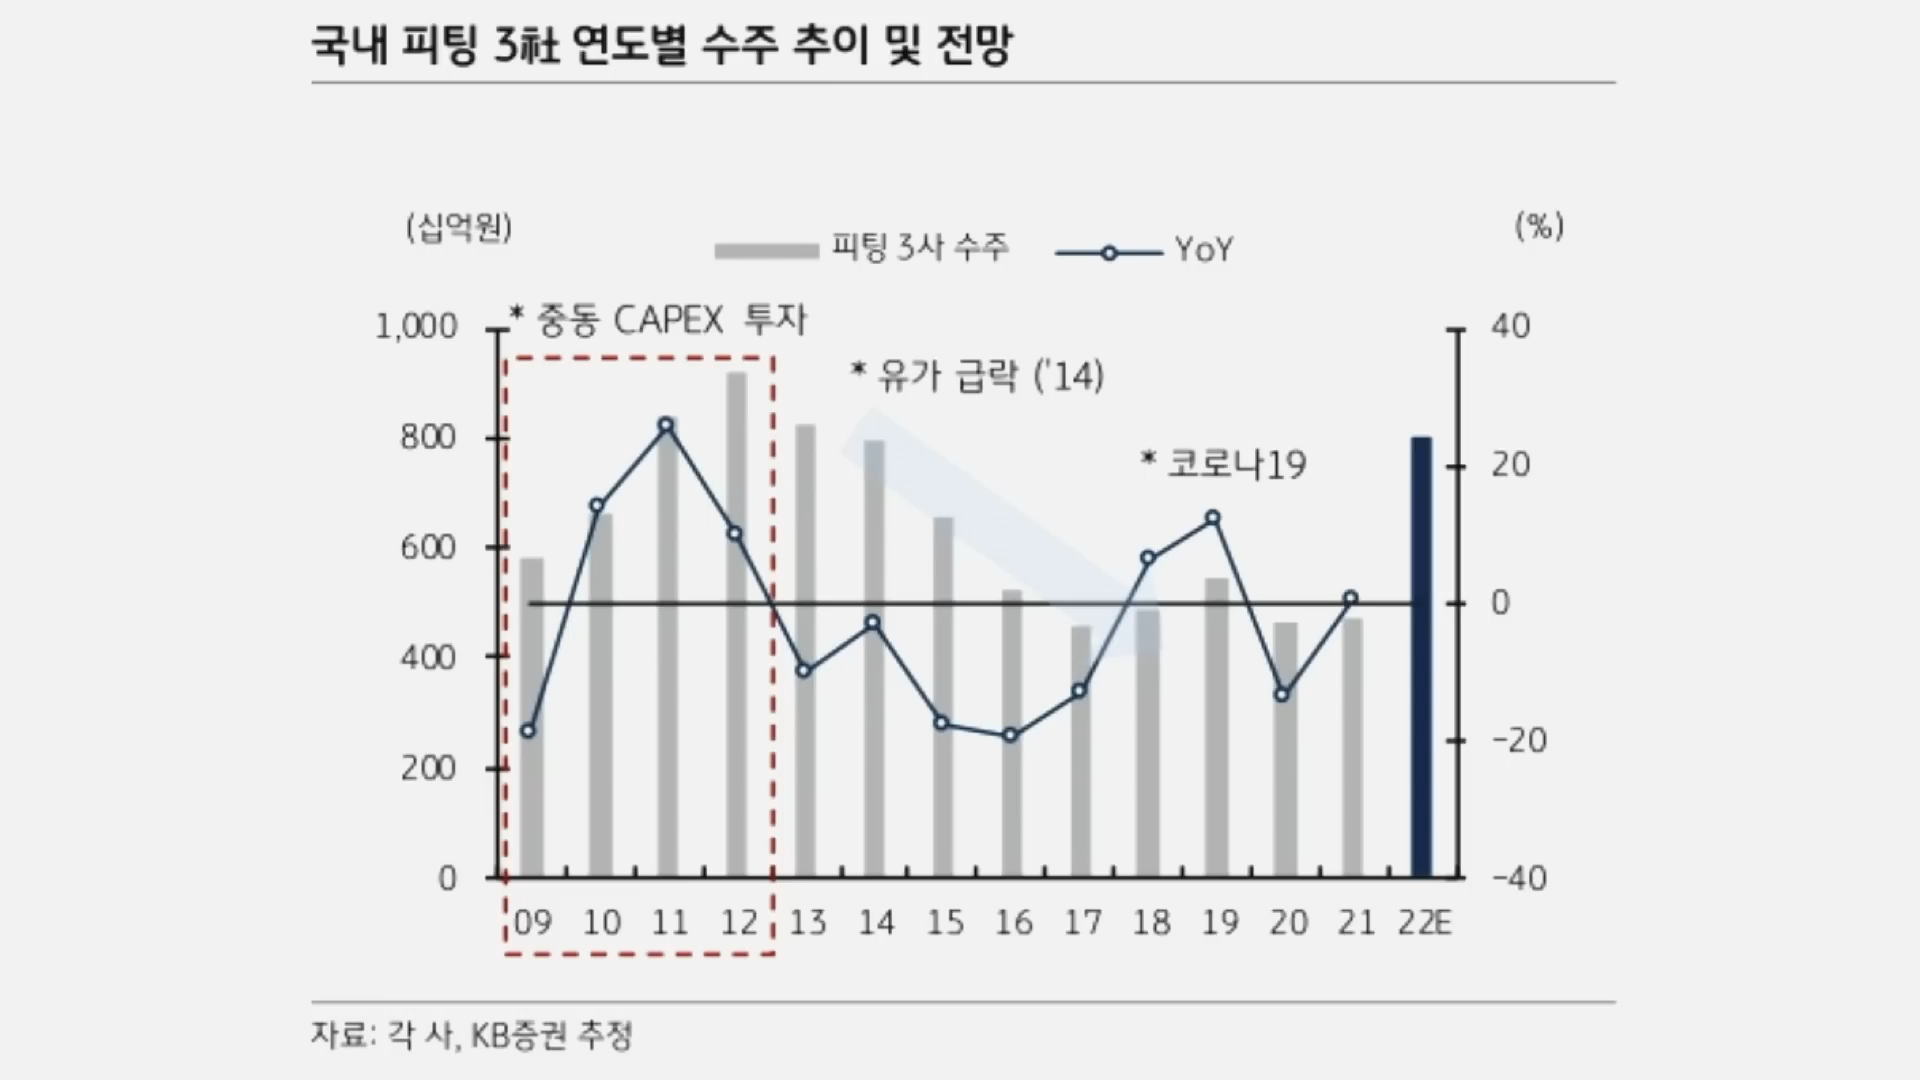 국내 피팅 3社 연도별 수주 추이 및 전망
(십억원)
(%)
피팅 3사 수주
YoY
* 중동 CAPEX 투자
* 유가 급락 ('14)
* 코로나19
1,000
800
600
400
200
0
40
20
0
-20
-40
09 10 11 12 13 14 15 16 17 18 19 20 21 22E
자료: 각 사, KB증권 추정